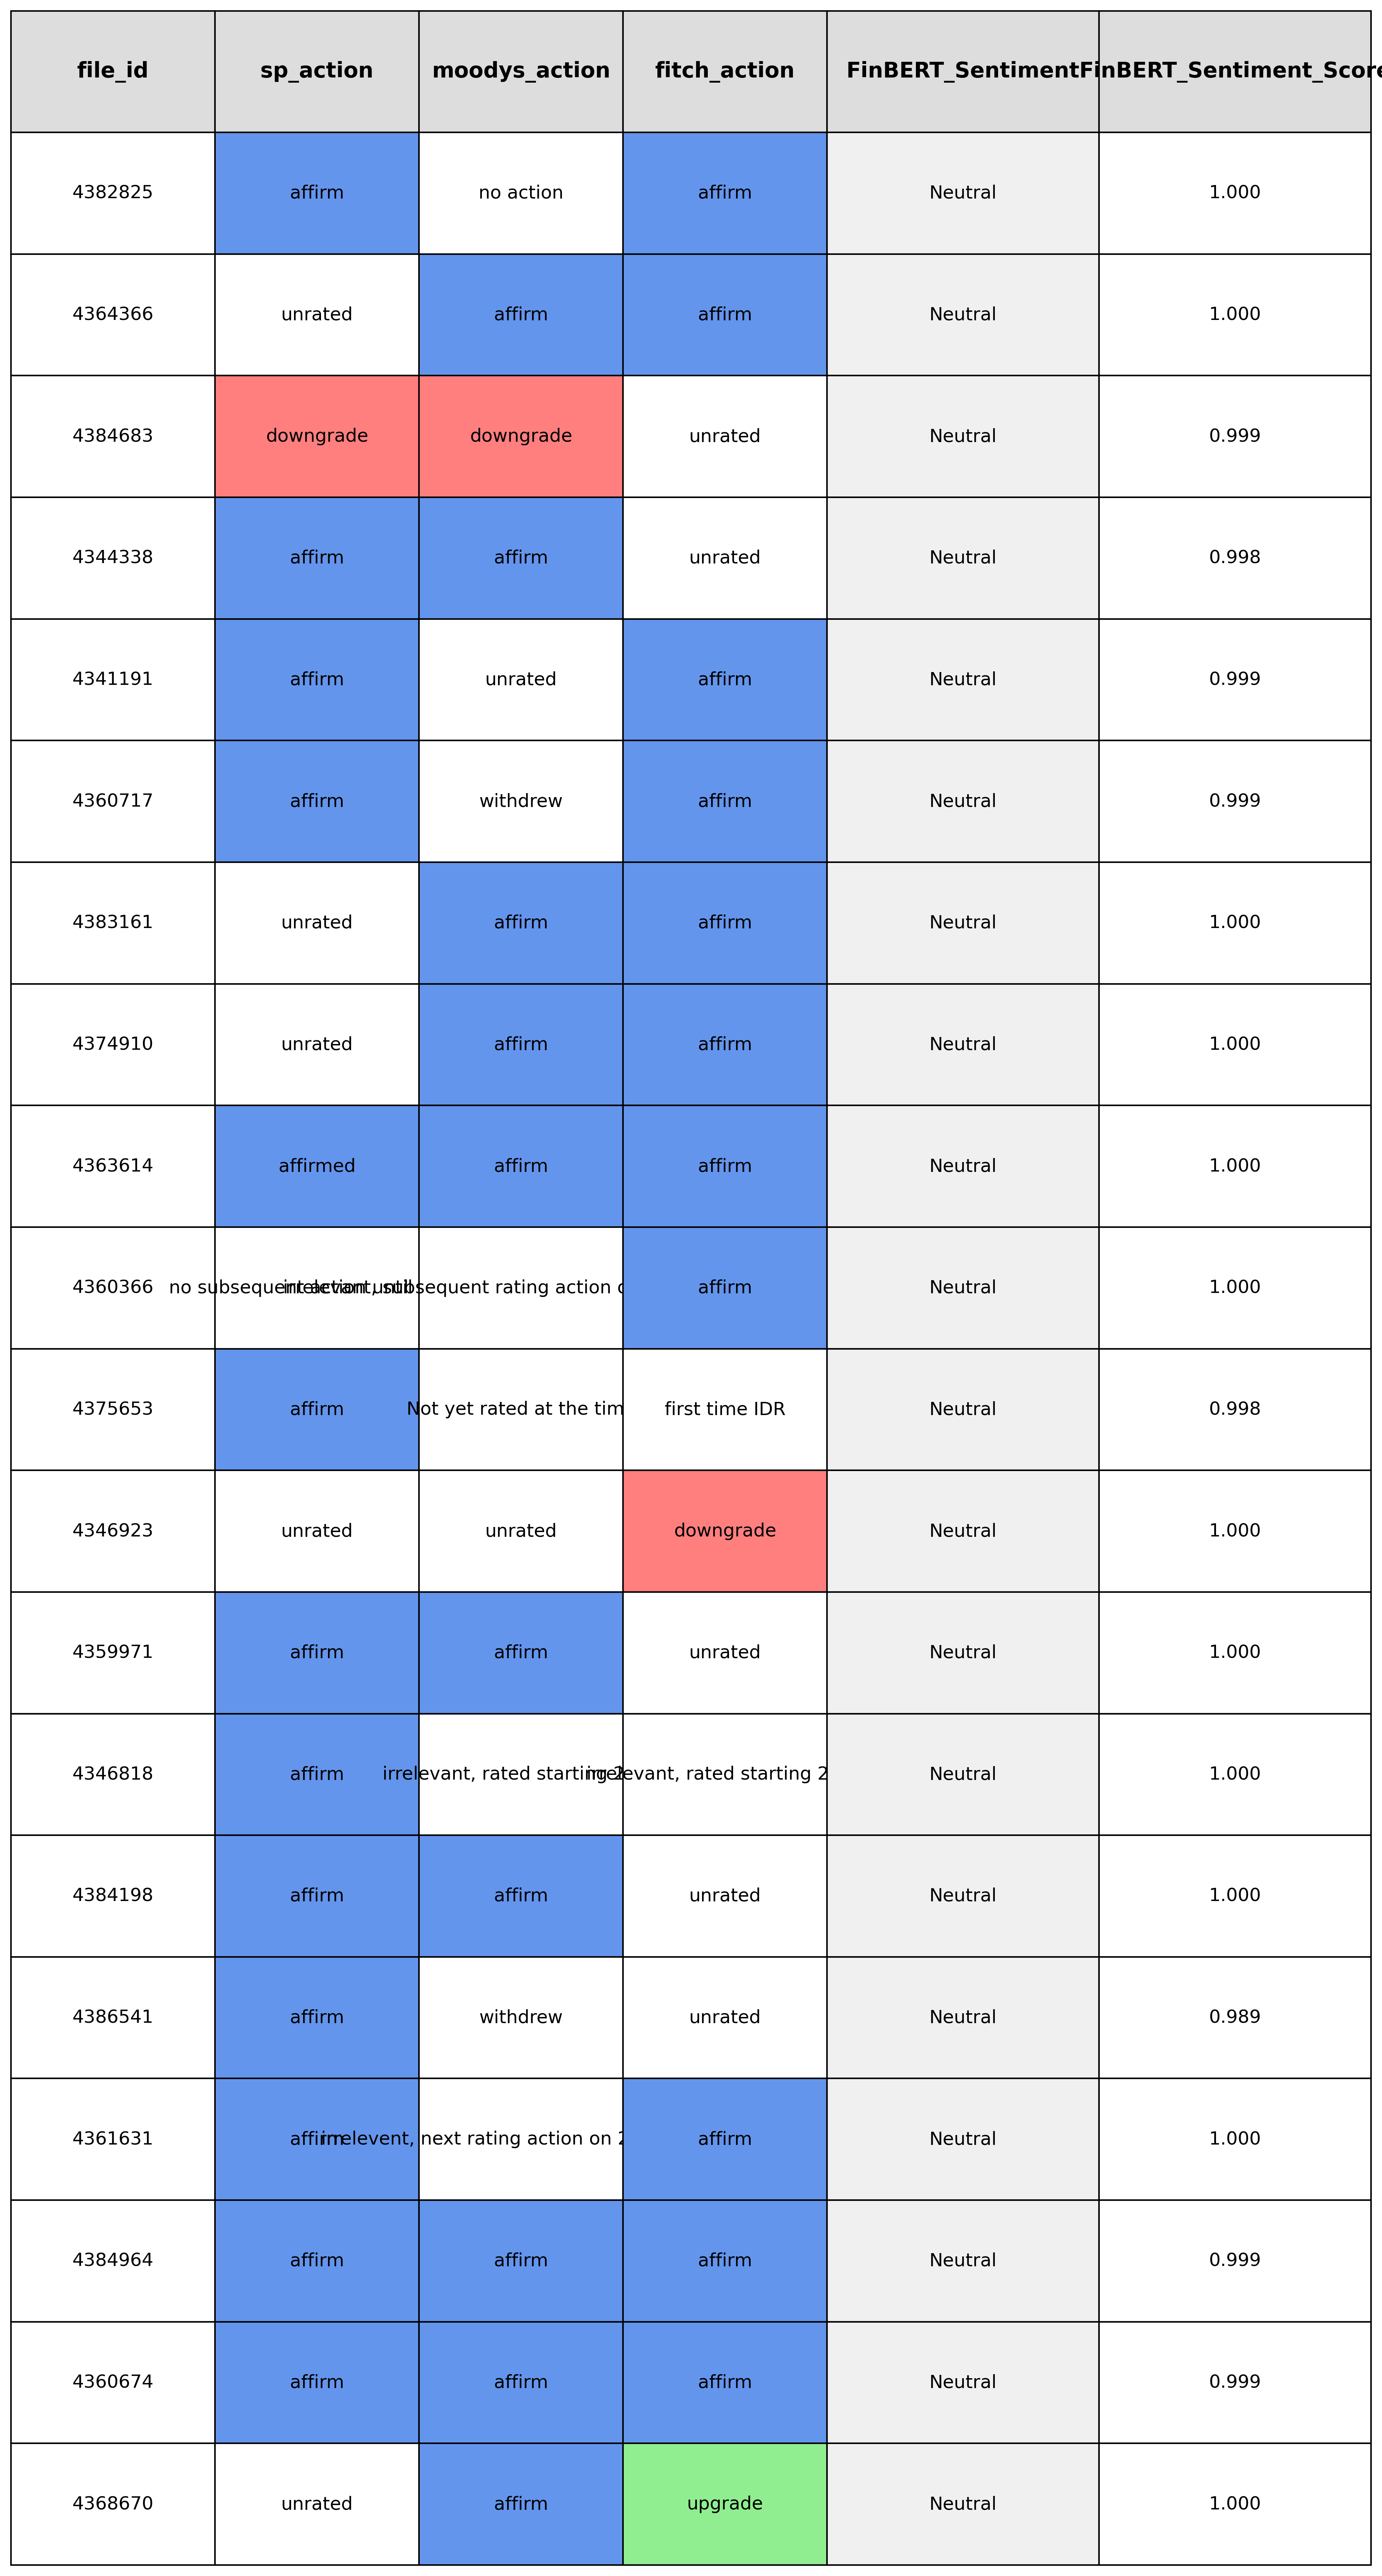 file_id sp_action moodys_action fitch_action FinBERT_Sentiment FinBERT_Sentiment_Score
4382825 affirm no action affirm Neutral 1.000
4364366 unrated affirm affirm Neutral 1.000
4384683 downgrade downgrade unrated Neutral 0.999
4344338 affirm affirm unrated Neutral 0.998
4341191 affirm unrated affirm Neutral 0.999
4360717 affirm withdrew affirm Neutral 0.999
4383161 unrated affirm affirm Neutral 1.000
4374910 unrated affirm affirm Neutral 1.000
4363614 affirmed affirm affirm Neutral 1.000
4360366 no subsequent action until irrelevant, subsequent rating action affirm Neutral 1.000
4375653 affirm Not yet rated at the tim first time IDR Neutral 0.998
4346923 unrated unrated downgrade Neutral 1.000
4359971 affirm affirm unrated Neutral 1.000
4346818 affirm irrelevant, rated starting 2 irrelevant, rated starting 2 Neutral 1.000
4384198 affirm affirm unrated Neutral 1.000
4386541 affirm withdrew unrated Neutral 0.989
4361631 affirm irrelevent, next rating action on 2 affirm Neutral 1.000
4384964 affirm affirm affirm Neutral 0.999
4360674 affirm affirm affirm Neutral 0.999
4368670 unrated affirm upgrade Neutral 1.000